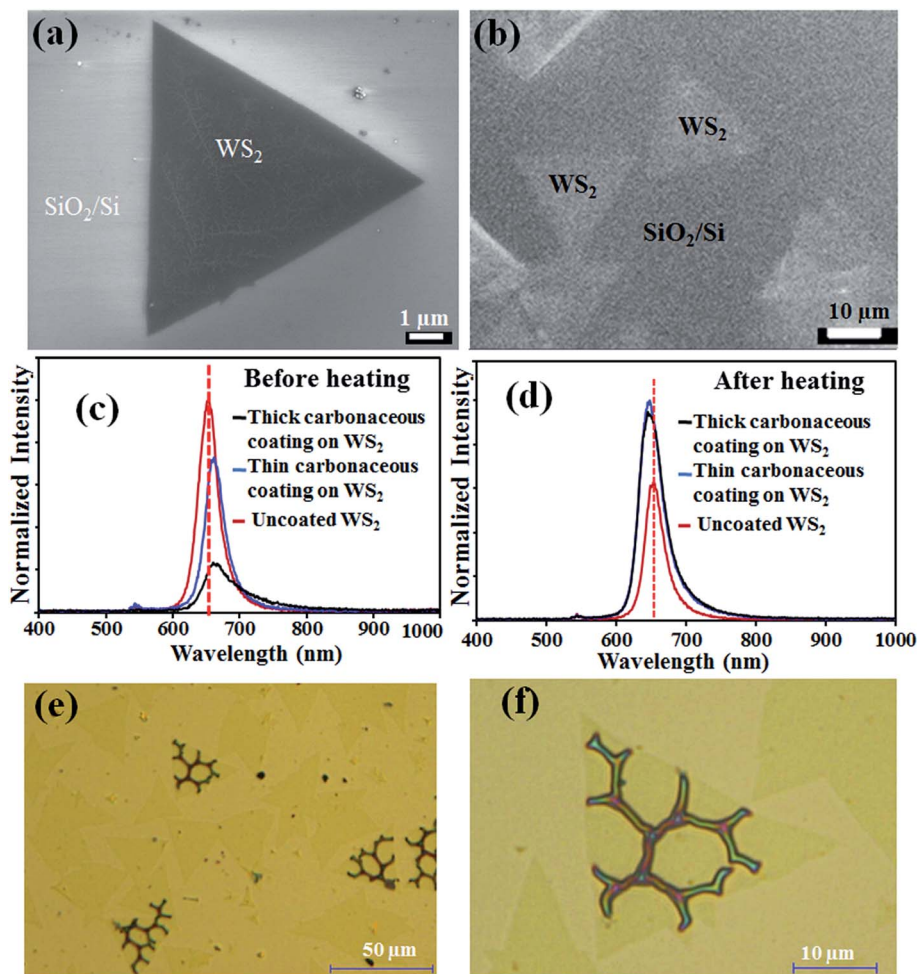 (a)
WS2
SiO2/Si
1 μm
(b)
WS2
WS2
SiO2/Si
10 μm
(c)
Before heating
Thick carbonaceous
coating on WS2
Thin carbonaceous
coating on WS2
Uncoated WS2
Normalized Intensity
400 500 600 700 800 900 1000
Wavelength (nm)
(d)
After heating
Thick carbonaceous
coating on WS2
Thin carbonaceous
coating on WS2
Uncoated WS2
Normalized Intensity
400 500 600 700 800 900 1000
Wavelength (nm)
(e)
50 μm
(f)
10 μm